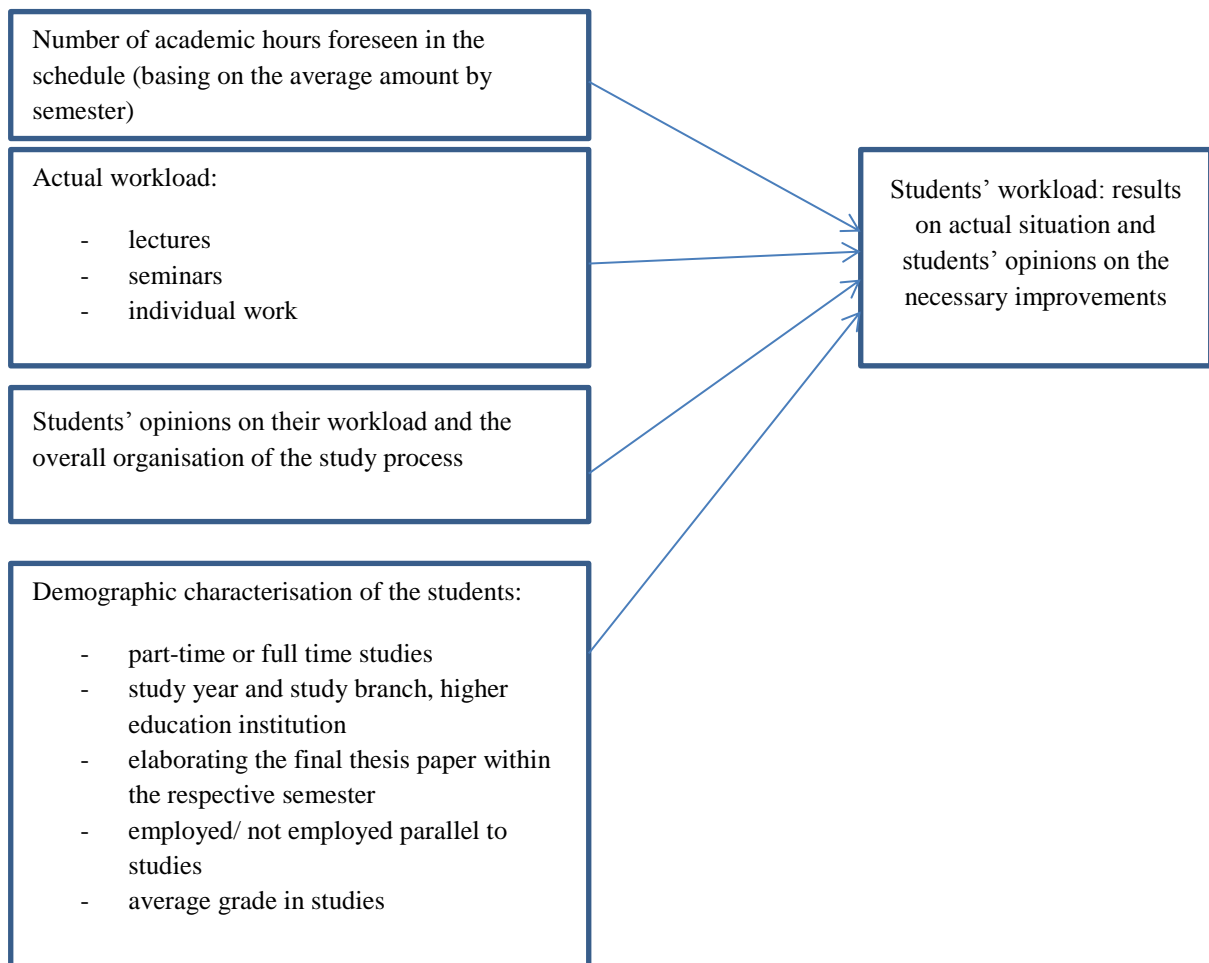 Number of academic hours foreseen in the
schedule (basing on the average amount by
semester)
Actual workload:
- lectures
- seminars
- individual work
Students’ opinions on their workload and the
overall organisation of the study process
Demographic characterisation of the students:
- part-time or full time studies
- study year and study branch, higher
education institution
- elaborating the final thesis paper within
the respective semester
- employed/ not employed parallel to
studies
- average grade in studies
Students’ workload: results
on actual situation and
students’ opinions on the
necessary improvements